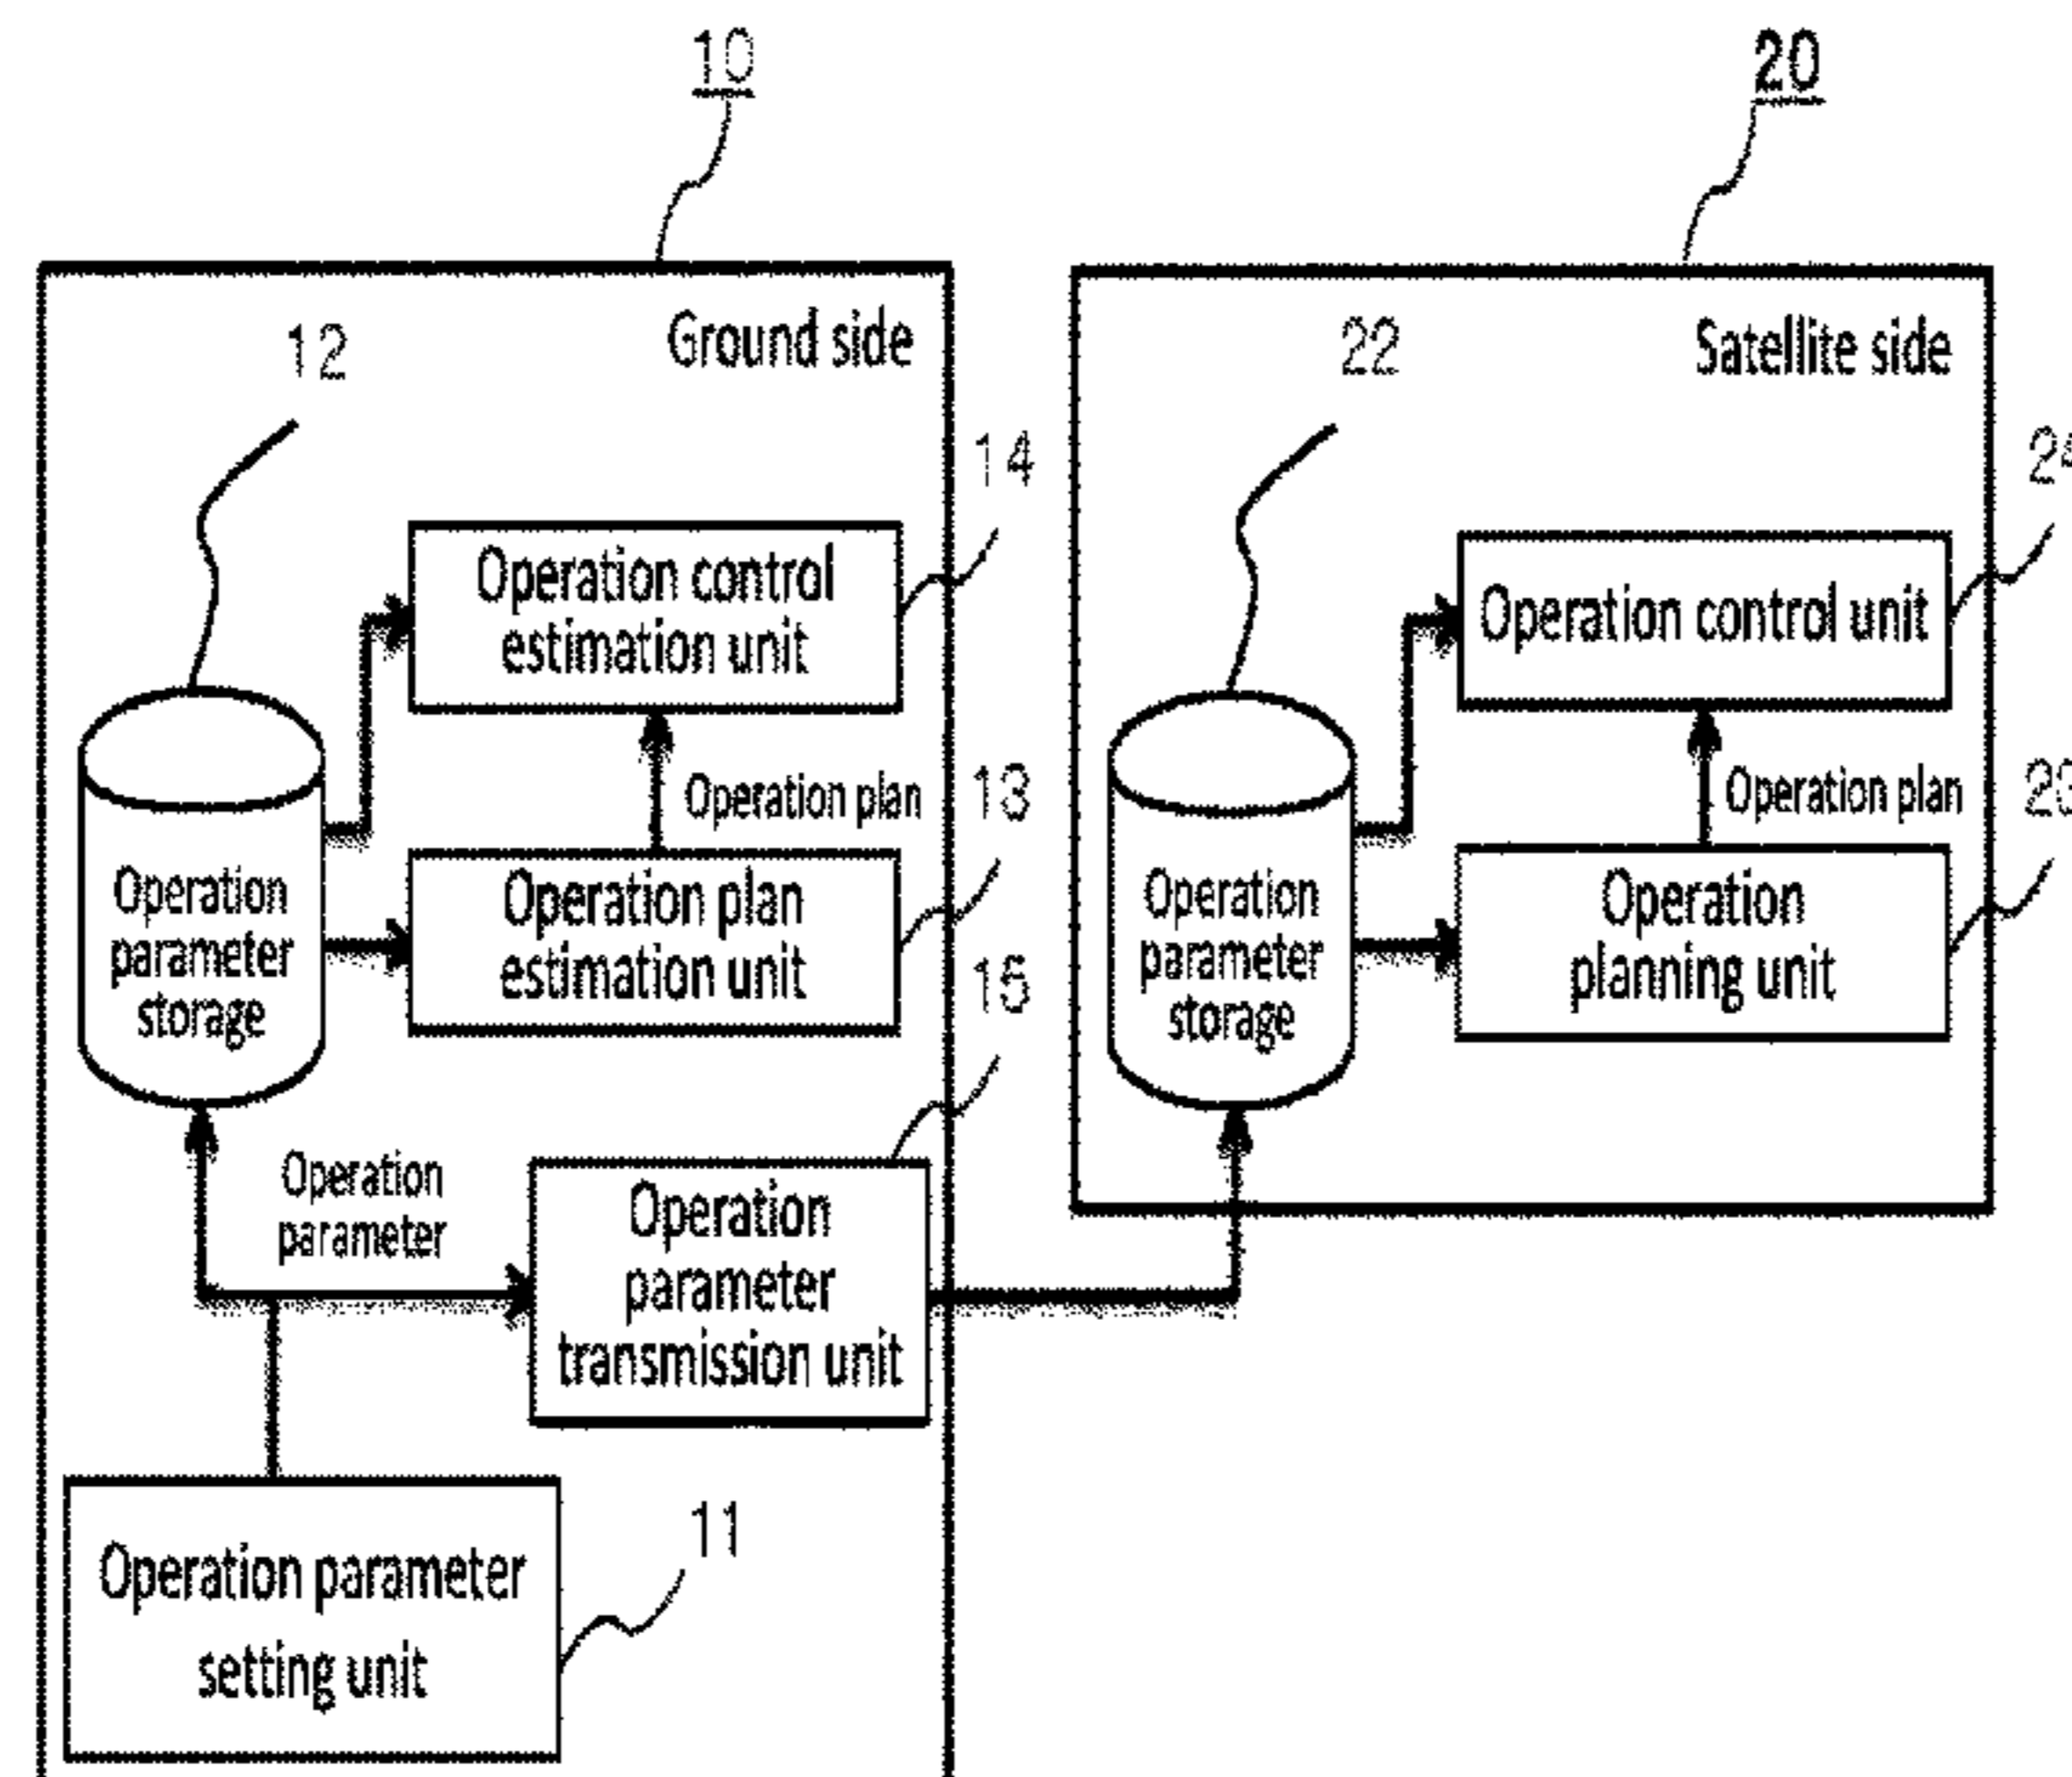 10
20
Ground side
12
14
Operation control
estimation unit
Operation plan
13
Operation plan
estimation unit
Operation
parameter
storage
15
Operation
parameter
Operation
parameter
transmission unit
Operation parameter
setting unit
11
Satellite side
22
24
Operation control unit
Operation plan
23
Operation
planning unit
Operation
parameter
storage